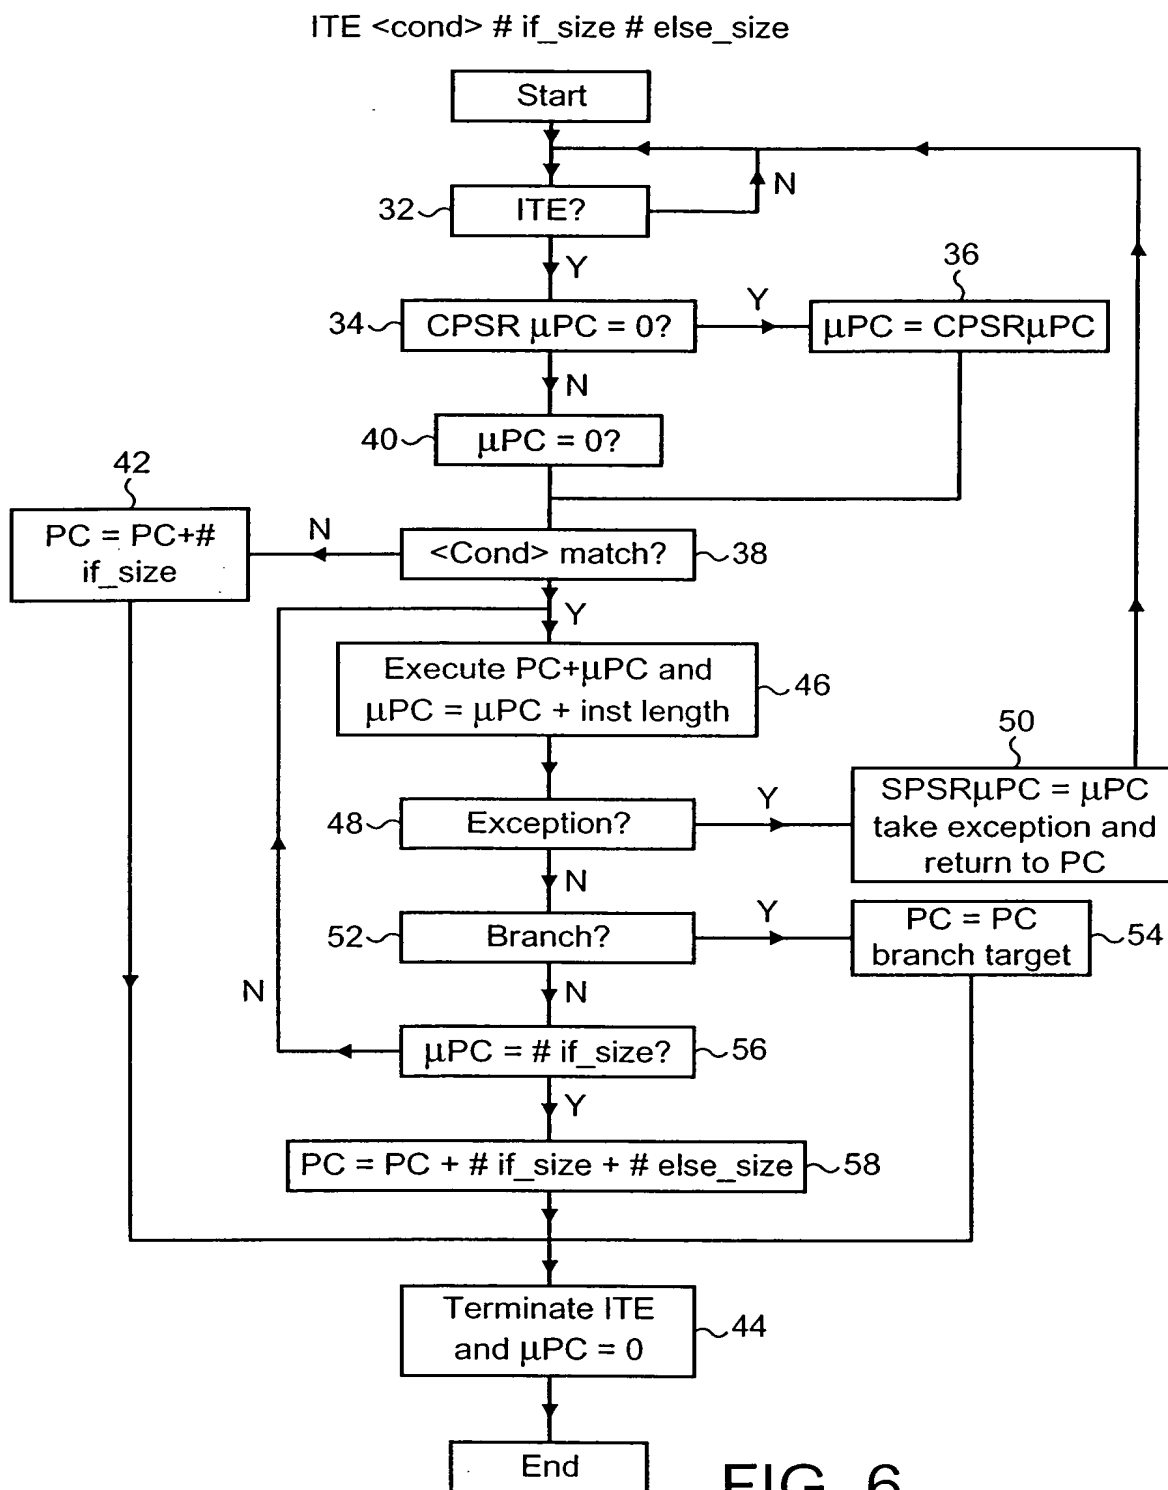 ITE <cond> # if_size # else_size
Start
N
32
ITE?
Y
36
34
CPSR μPC = 0?
Y
μPC = CPSRμPC
N
40
μPC = 0?
42
PC = PC+#
if_size
N
<Cond> match?
38
Y
Execute PC+μPC and
μPC = μPC + inst length
46
50
SPSRμPC = μPC
take exception and
return to PC
48
Exception?
Y
N
52
Branch?
Y
PC = PC
branch target
54
N
N
μPC = # if_size?
56
Y
PC = PC + # if_size + # else_size
58
Terminate ITE
and μPC = 0
44
End
FIG. 6